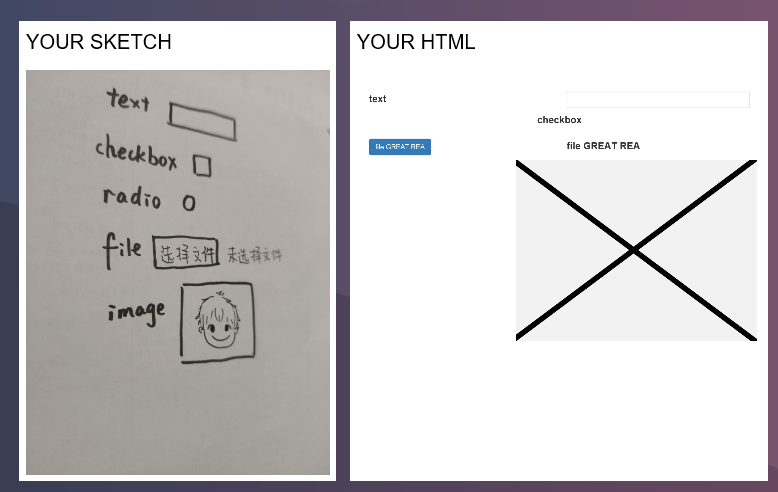 YOUR SKETCH
text
checkbox
radio
file 选择文件 未选择文件
image
YOUR HTML
text
checkbox
file GREAT REA
file GREAT REA